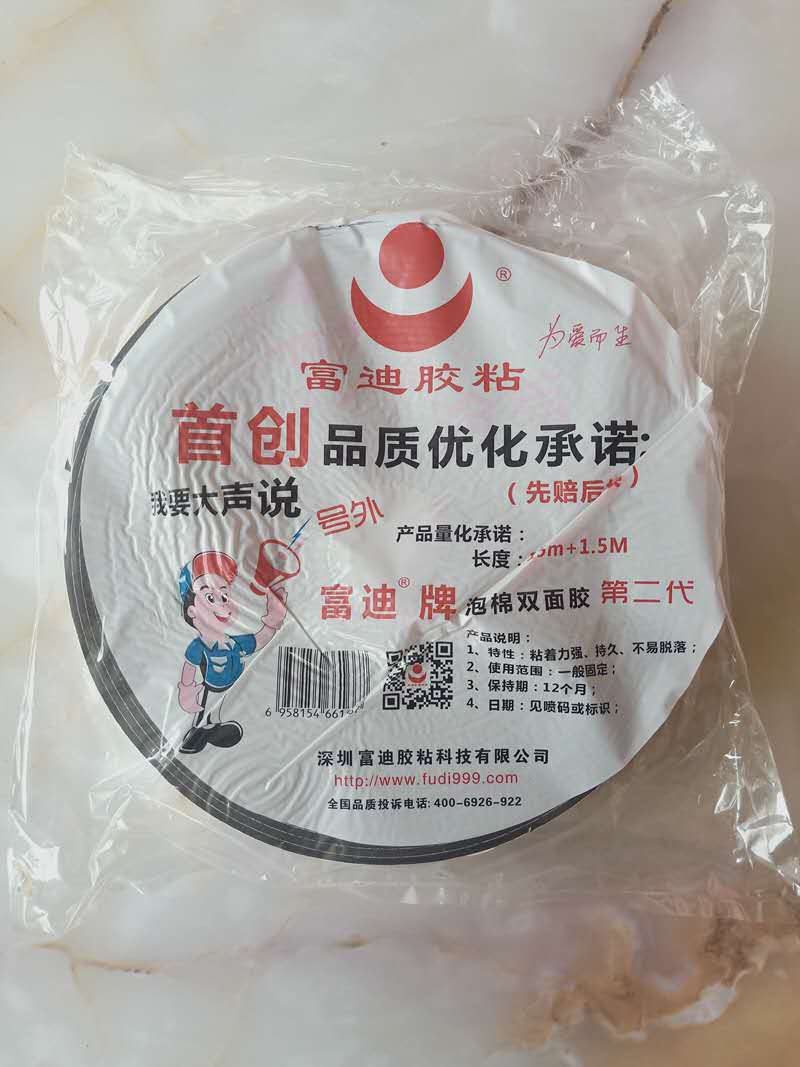 ®
为爱而生
富迪胶粘
首创 品质优化承诺:
我要大声说
(先赔后
号外
产品量化承诺：
长度：5m+1.5M
富迪® 牌 泡棉双面胶 第二代
产品说明：
1、特性：粘着力强、持久、不易脱落；
2、使用范围：一般固定；
3、保持期：12个月；
4、日期：见喷码或标识；
6 958154 661
深圳富迪胶粘科技有限公司
http://www.fudi999.com
全国品质投诉电话: 400-6926-922